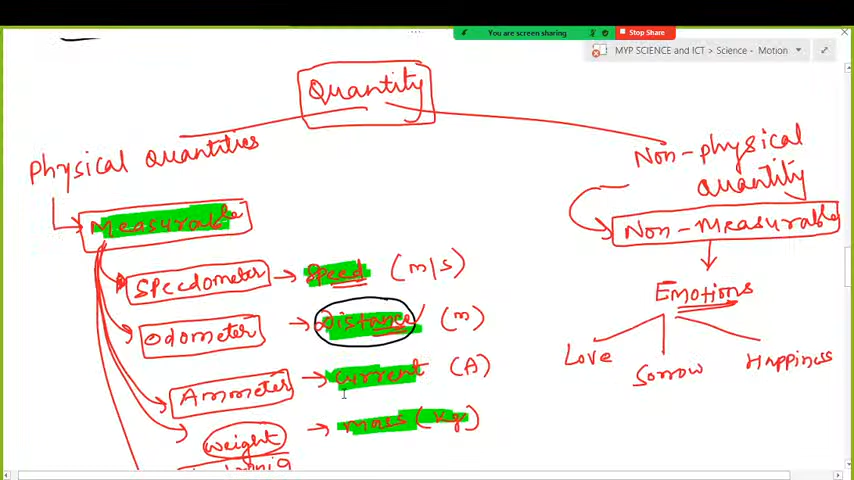 You are screen sharing
Stop Share
MYP SCIENCE and ICT > Science - Motion
Quantity
Physical Quantities
Non-physical
quantity
Measurable
Non-Measurable
Speedometer → Speed (m/s)
Emotions
Odometer → Distance (m)
Love
Sorrow
Happiness
Ammeter → current (A)
weight → mass (kg)